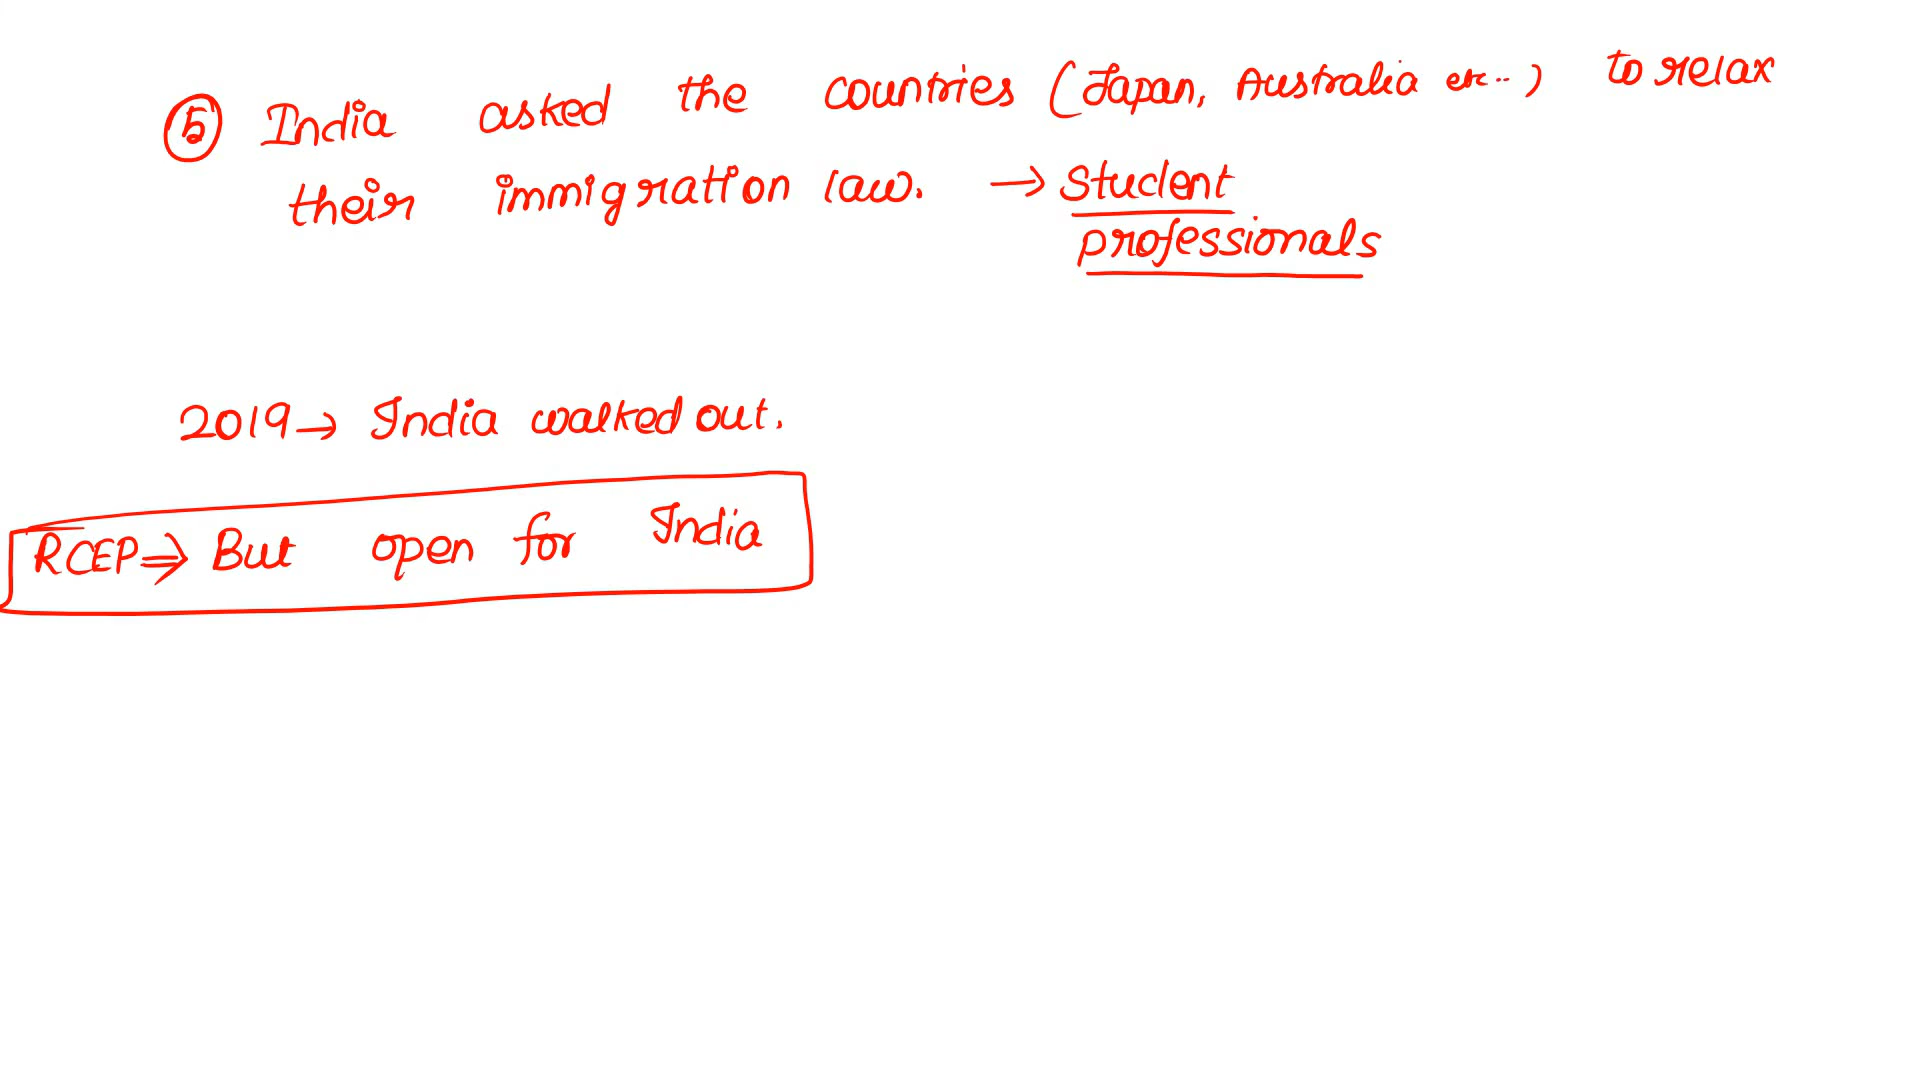 ⑤ India asked the countries (Japan, Australia etc..) to relax
their immigration law. → Student
professionals
2019 → India walked out.
RCEP ⇒ But open for India